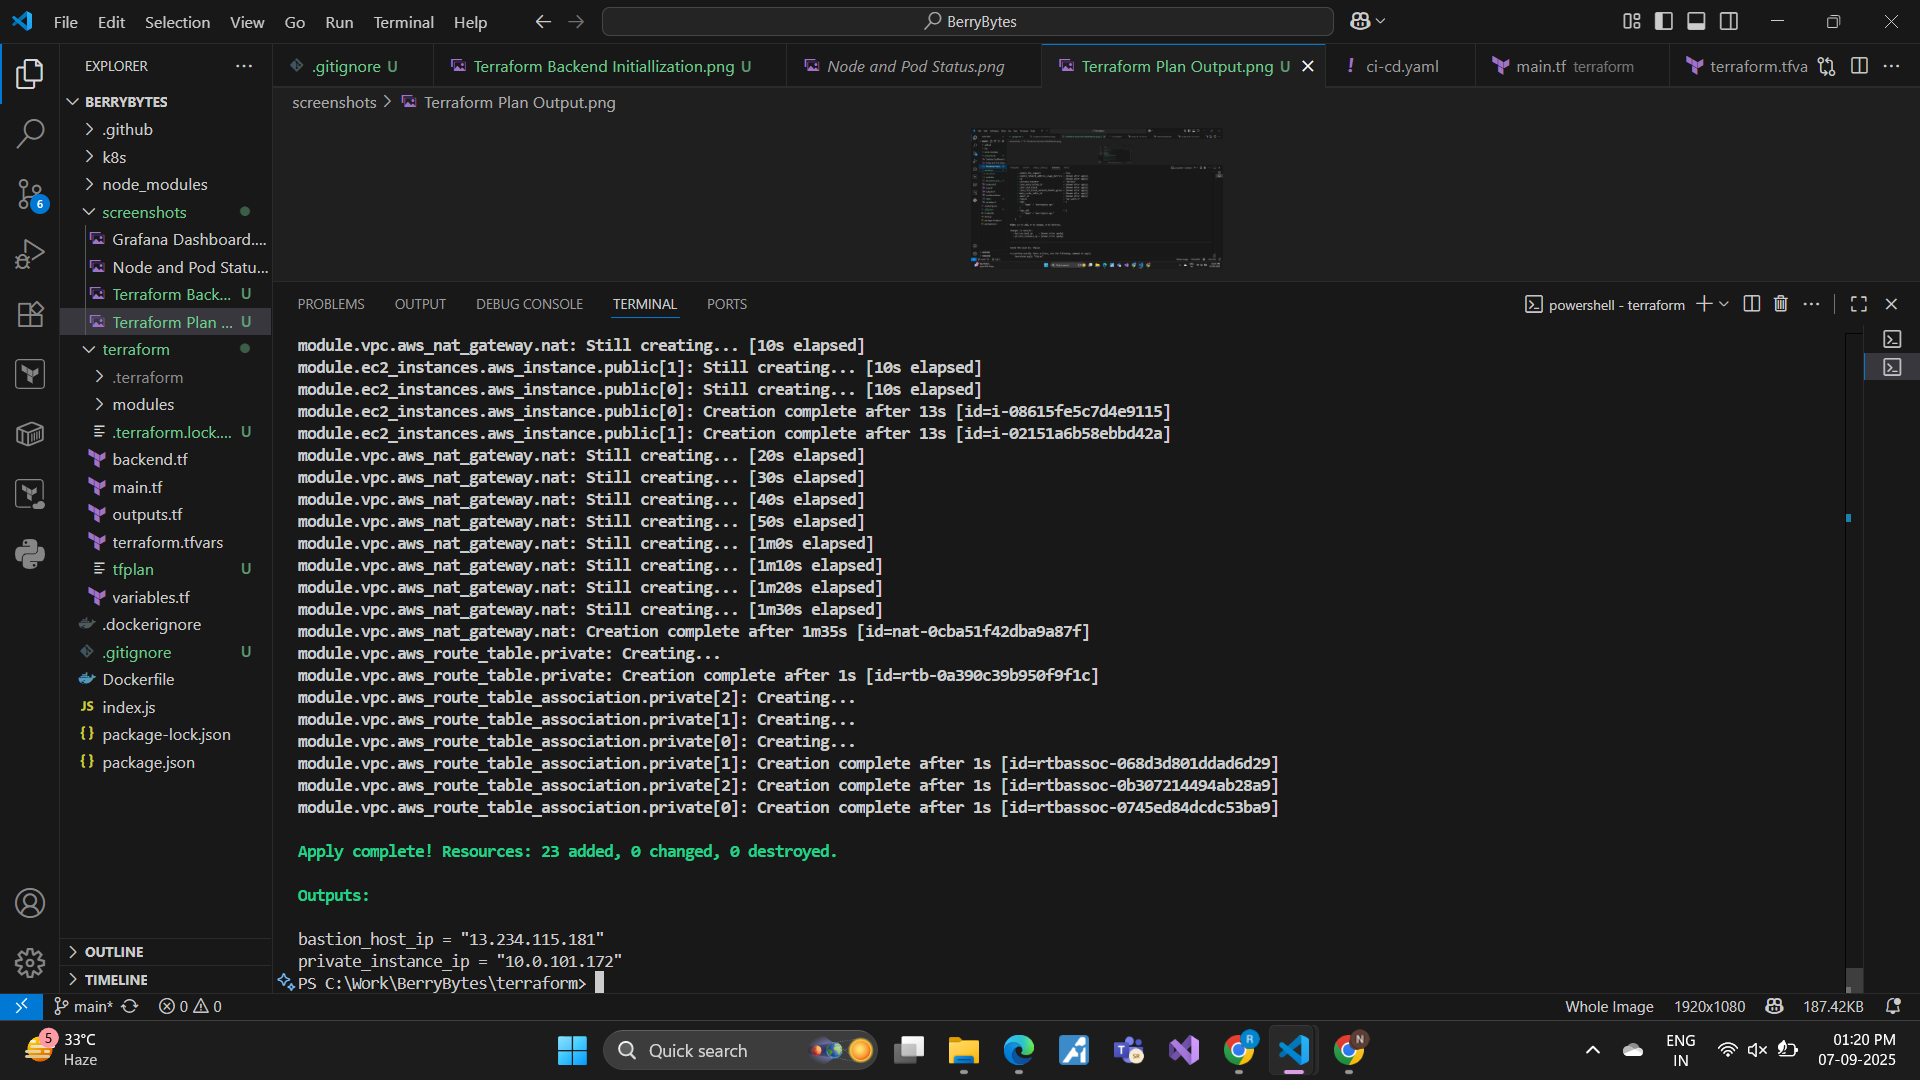 File Edit Selection View Go Run Terminal Help
BerryBytes
EXPLORER
BERRYBYTES
.github
k8s
node_modules
screenshots
Grafana Dashboard....
Node and Pod Statu...
Terraform Back... U
Terraform Plan ... U
terraform
.terraform
modules
.terraform.lock.... U
backend.tf
main.tf
outputs.tf
terraform.tfvars
tfplan U
variables.tf
.dockerignore
.gitignore U
Dockerfile
JS index.js
{} package-lock.json
{} package.json
OUTLINE
TIMELINE
6
.gitignore U
Terraform Backend Initiallization.png U
Node and Pod Status.png
Terraform Plan Output.png U
! ci-cd.yaml
main.tf terraform
terraform.tfva
screenshots > Terraform Plan Output.png
PROBLEMS OUTPUT DEBUG CONSOLE TERMINAL PORTS
powershell - terraform
module.vpc.aws_nat_gateway.nat: Still creating... [10s elapsed]
module.ec2_instances.aws_instance.public[1]: Still creating... [10s elapsed]
module.ec2_instances.aws_instance.public[0]: Still creating... [10s elapsed]
module.ec2_instances.aws_instance.public[0]: Creation complete after 13s [id=i-08615fe5c7d4e9115]
module.ec2_instances.aws_instance.public[1]: Creation complete after 13s [id=i-02151a6b58ebbd42a]
module.vpc.aws_nat_gateway.nat: Still creating... [20s elapsed]
module.vpc.aws_nat_gateway.nat: Still creating... [30s elapsed]
module.vpc.aws_nat_gateway.nat: Still creating... [40s elapsed]
module.vpc.aws_nat_gateway.nat: Still creating... [50s elapsed]
module.vpc.aws_nat_gateway.nat: Still creating... [1m0s elapsed]
module.vpc.aws_nat_gateway.nat: Still creating... [1m10s elapsed]
module.vpc.aws_nat_gateway.nat: Still creating... [1m20s elapsed]
module.vpc.aws_nat_gateway.nat: Still creating... [1m30s elapsed]
module.vpc.aws_nat_gateway.nat: Creation complete after 1m35s [id=nat-0cba51f42dba9a87f]
module.vpc.aws_route_table.private: Creating...
module.vpc.aws_route_table.private: Creation complete after 1s [id=rtb-0a390c39b950f9f1c]
module.vpc.aws_route_table_association.private[2]: Creating...
module.vpc.aws_route_table_association.private[1]: Creating...
module.vpc.aws_route_table_association.private[0]: Creating...
module.vpc.aws_route_table_association.private[1]: Creation complete after 1s [id=rtbassoc-068d3d801ddad6d29]
module.vpc.aws_route_table_association.private[2]: Creation complete after 1s [id=rtbassoc-0b307214494ab28a9]
module.vpc.aws_route_table_association.private[0]: Creation complete after 1s [id=rtbassoc-0745ed84dcdc53ba9]
Apply complete! Resources: 23 added, 0 changed, 0 destroyed.
Outputs:
bastion_host_ip = "13.234.115.181"
private_instance_ip = "10.0.101.172"
PS C:\Work\BerryBytes\terraform>
main* 0 0
Whole Image 1920x1080 187.42KB
5
33°C
Haze
Quick search
ENG
IN
01:20 PM
07-09-2025